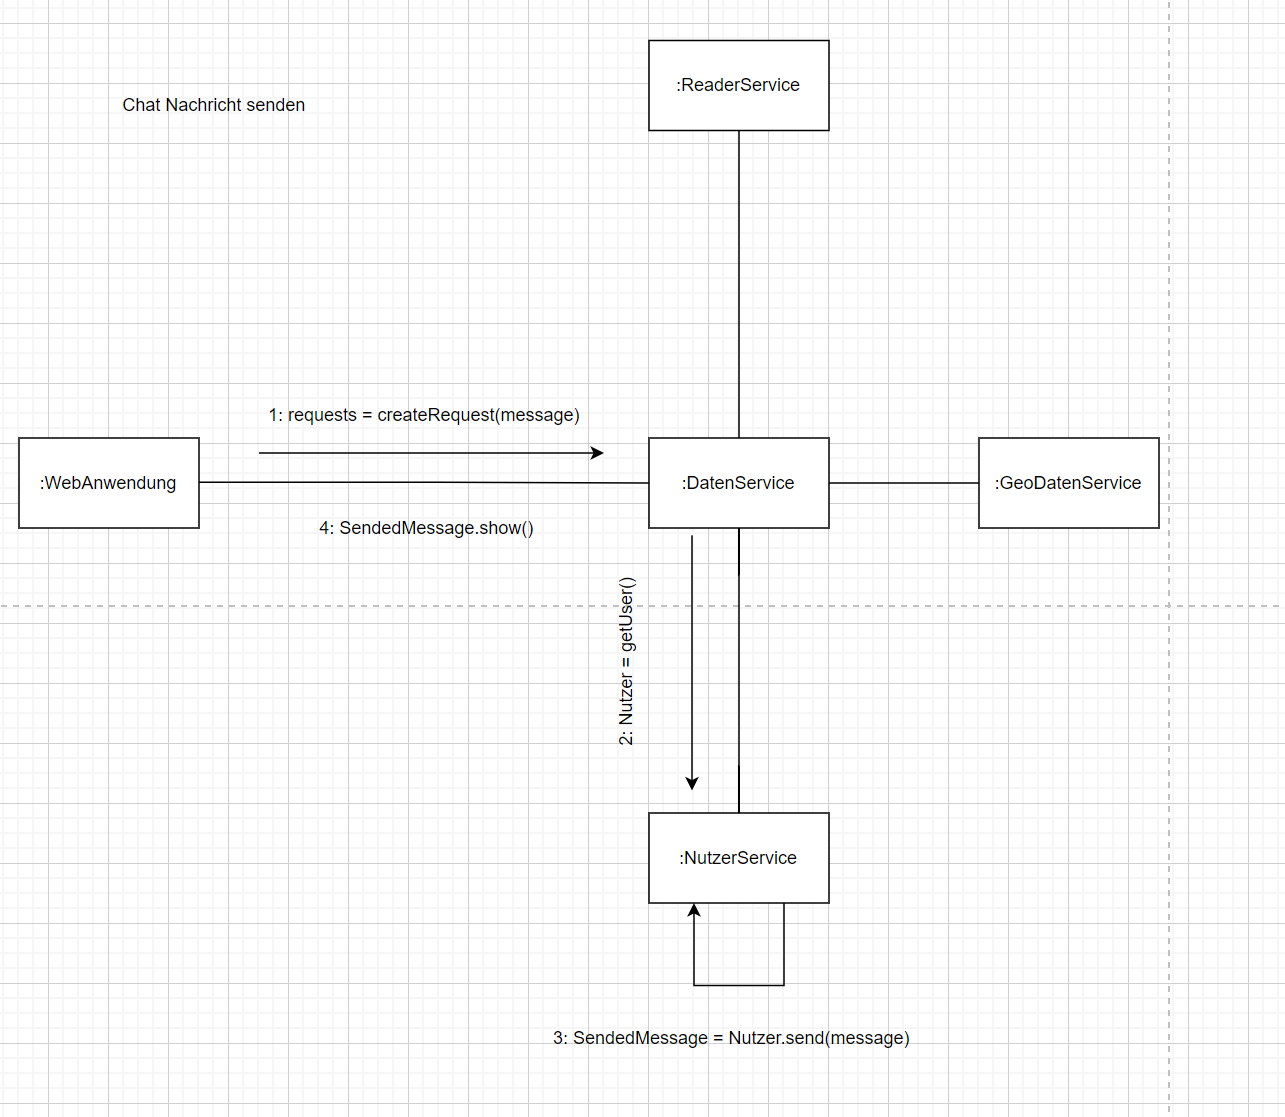 :ReaderService
Chat Nachricht senden
1: requests = createRequest(message)
:WebAnwendung
:DatenService
:GeoDatenService
4: SendedMessage.show()
2: Nutzer = getUser()
:NutzerService
3: SendedMessage = Nutzer.send(message)